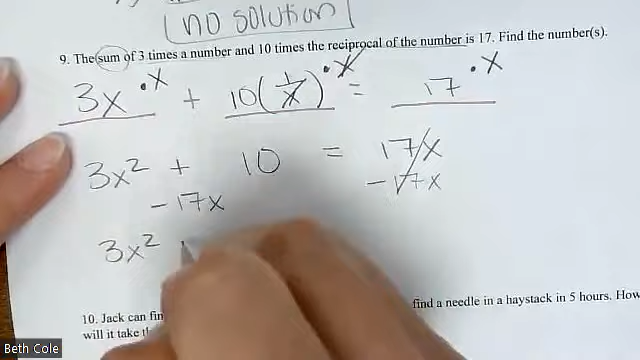 no solution
9. The sum of 3 times a number and 10 times the reciprocal of the number is 17. Find the number(s).
3x · x + 10(1/x) · x = 17 · x
3x² + 10 = 17x
- 17x - 17x
3x²
10. Jack can fin find a needle in a haystack in 5 hours. How
will it take
Beth Cole